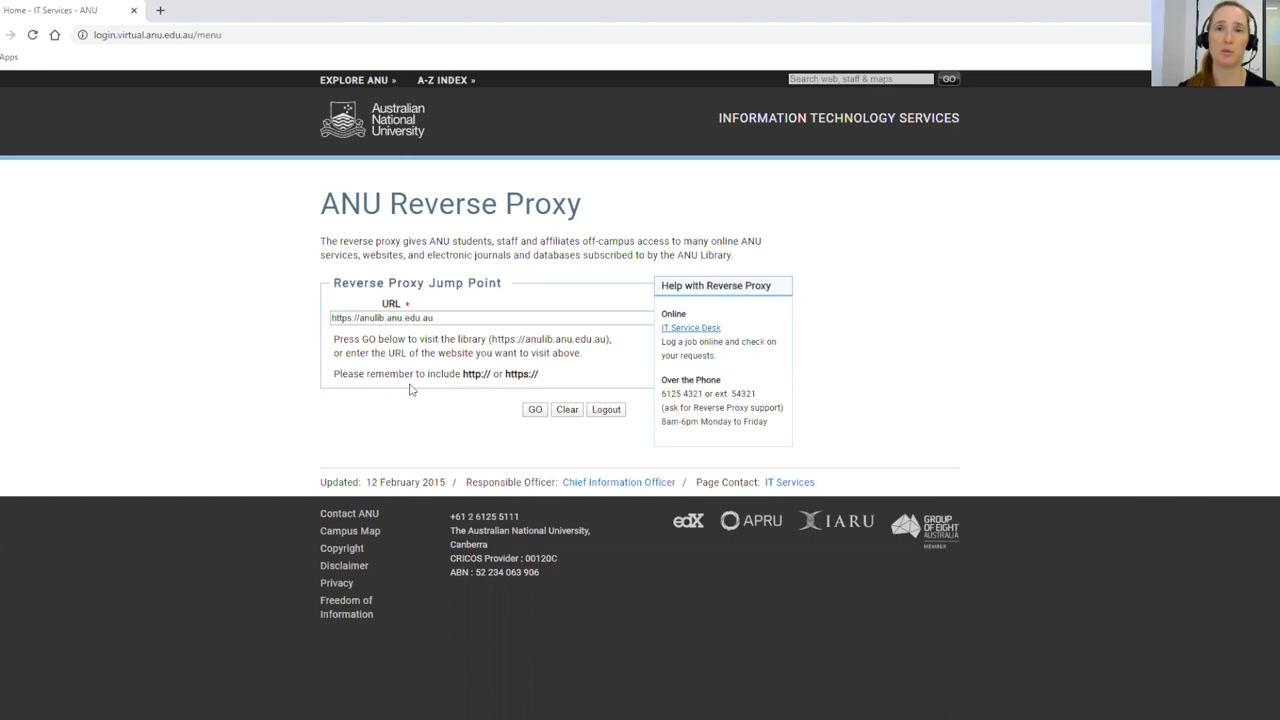 Home - IT Services - ANU
login.virtual.anu.edu.au/menu
Apps
EXPLORE ANU »
A-Z INDEX »
Search web, staff & maps
GO
Australian
National
University
INFORMATION TECHNOLOGY SERVICES
ANU Reverse Proxy
The reverse proxy gives ANU students, staff and affiliates off-campus access to many online ANU
services, websites, and electronic journals and databases subscribed to by the ANU Library.
Reverse Proxy Jump Point
URL *
https://anulib.anu.edu.au
Press GO below to visit the library (https://anulib.anu.edu.au),
or enter the URL of the website you want to visit above.
Please remember to include http:// or https://
GO
Clear
Logout
Help with Reverse Proxy
Online
IT Service Desk
Log a job online and check on
your requests.
Over the Phone
6125 4321 or ext. 54321
(ask for Reverse Proxy support)
8am-6pm Monday to Friday
Updated: 12 February 2015 / Responsible Officer: Chief Information Officer / Page Contact: IT Services
Contact ANU
Campus Map
Copyright
Disclaimer
Privacy
Freedom of
Information
+61 2 6125 5111
The Australian National University,
Canberra
CRICOS Provider : 00120C
ABN : 52 234 063 906
edX
APRU
IARU
GROUP OF EIGHT
AUSTRALIA
MEMBER